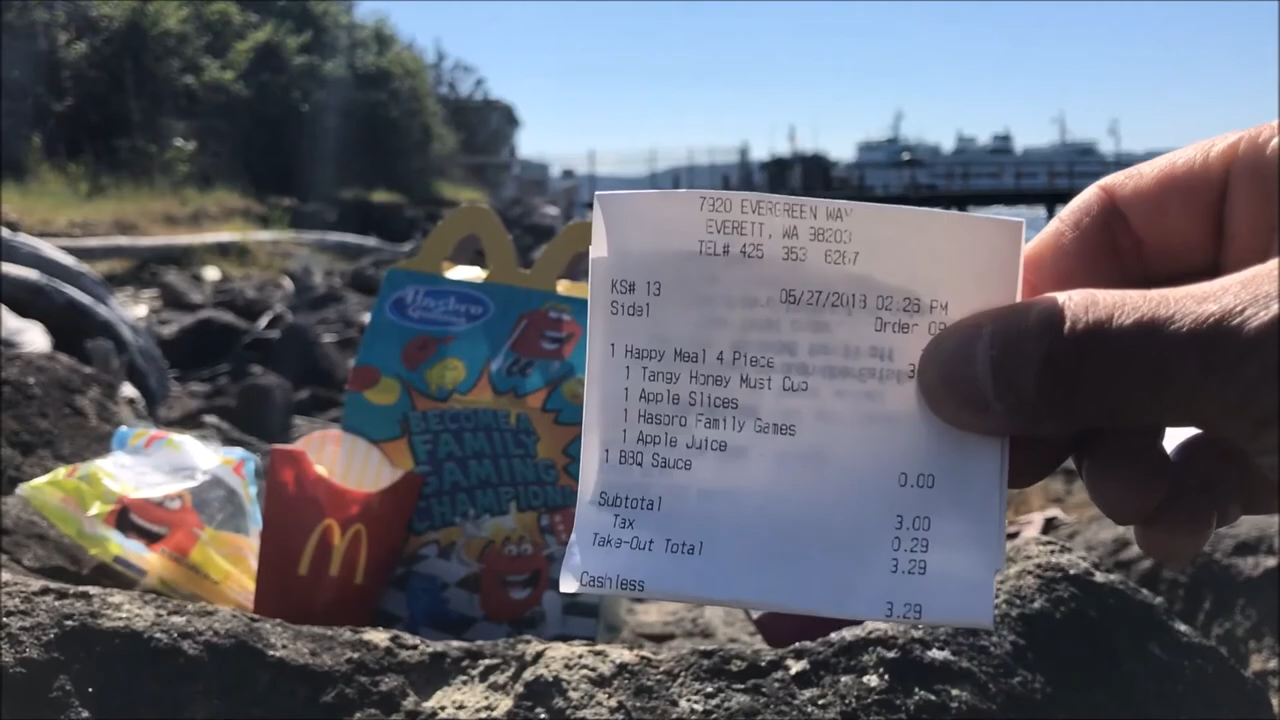 7920 EVERGREEN WAY
EVERETT, WA 98203
TEL# 425 353 6267
KS# 13 05/27/2018 02:26 PM
Side1 Order 09
1 Happy Meal 4 Piece 3
1 Tangy Honey Must Cup
1 Apple Slices
1 Hasbro Family Games
1 Apple Juice
1 BBQ Sauce 0.00
Subtotal 3.00
Tax 0.29
Take-Out Total 3.29
Cashless 3.29
Hasbro
Gaming
BECOME A
FAMILY
GAMING
CHAMPION